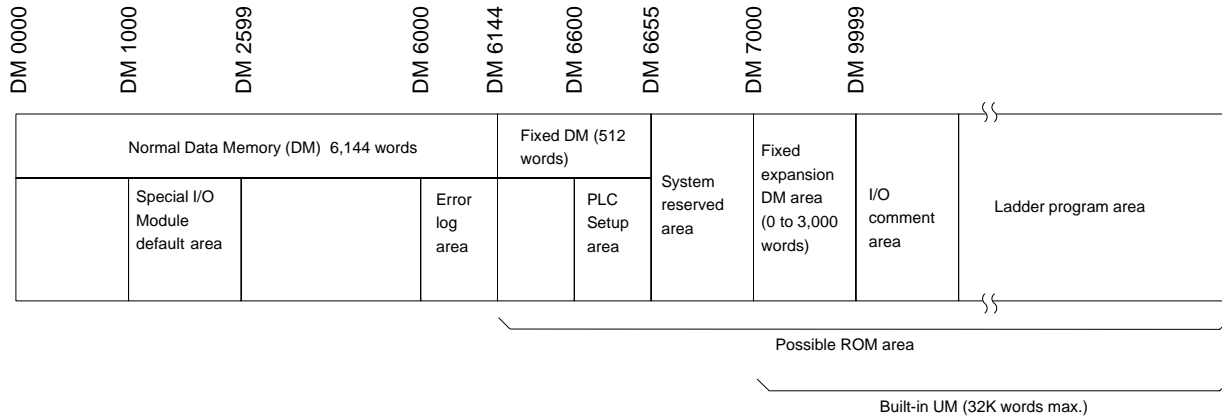 DM 0000
DM 1000
DM 2599
DM 6000
DM 6144
DM 6600
DM 6655
DM 7000
DM 9999
Normal Data Memory (DM) 6,144 words
Fixed DM (512
words)
Special I/O
Module
default area
Error
log
area
PLC
Setup
area
System
reserved
area
Fixed
expansion
DM area
(0 to 3,000
words)
I/O
comment
area
Ladder program area
Possible ROM area
Built-in UM (32K words max.)